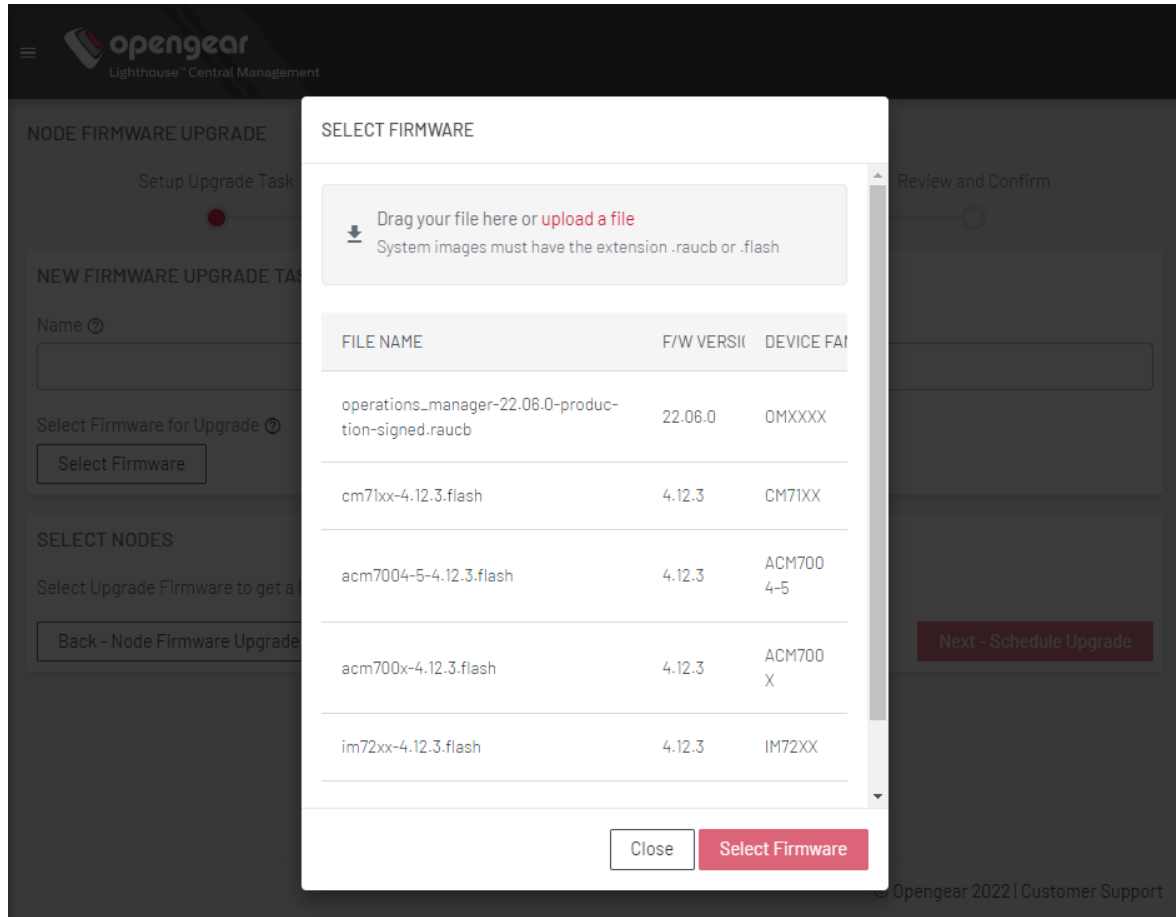 opengear
Lighthouse™ Central Management
NODE FIRMWARE UPGRADE
Setup Upgrade Task
Review and Confirm
NEW FIRMWARE UPGRADE TAS
Name
Select Firmware for Upgrade
Select Firmware
SELECT NODES
Select Upgrade Firmware to get a
Back - Node Firmware Upgrade
Next - Schedule Upgrade
SELECT FIRMWARE
Drag your file here or upload a file
System images must have the extension .raucb or .flash
FILE NAME F/W VERSI DEVICE FAM
operations_manager-22.06.0-produc-
tion-signed.raucb
22.06.0 OMXXXX
cm71xx-4.12.3.flash 4.12.3 CM71XX
acm7004-5-4.12.3.flash 4.12.3 ACM700
4-5
acm700x-4.12.3.flash 4.12.3 ACM700
X
im72xx-4.12.3.flash 4.12.3 IM72XX
Close Select Firmware
© Opengear 2022 | Customer Support